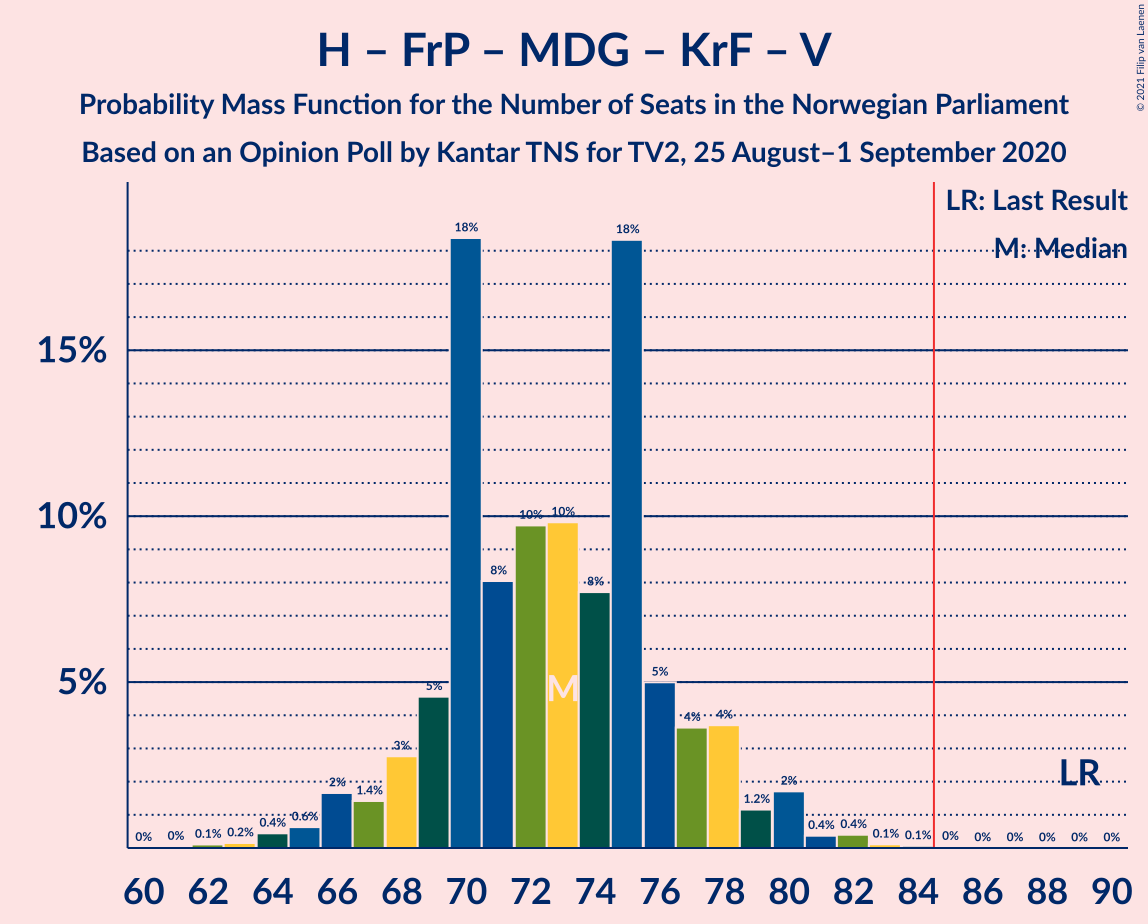 H – FrP – MDG – KrF – V
Probability Mass Function for the Number of Seats in the Norwegian Parliament
Based on an Opinion Poll by Kantar TNS for TV2, 25 August–1 September 2020
© 2021 Filip van Laenen
LR: Last Result
M: Median
15%
10%
5%
0% 0% 0.1% 0.2% 0.4% 0.6% 2% 1.4% 3% 5% 18% 8% 10% 10% 8% 18% 5% 4% 4% 1.2% 2% 0.4% 0.4% 0.1% 0.1% 0% 0% 0% 0% 0% 0%
M
LR
60 62 64 66 68 70 72 74 76 78 80 82 84 86 88 90